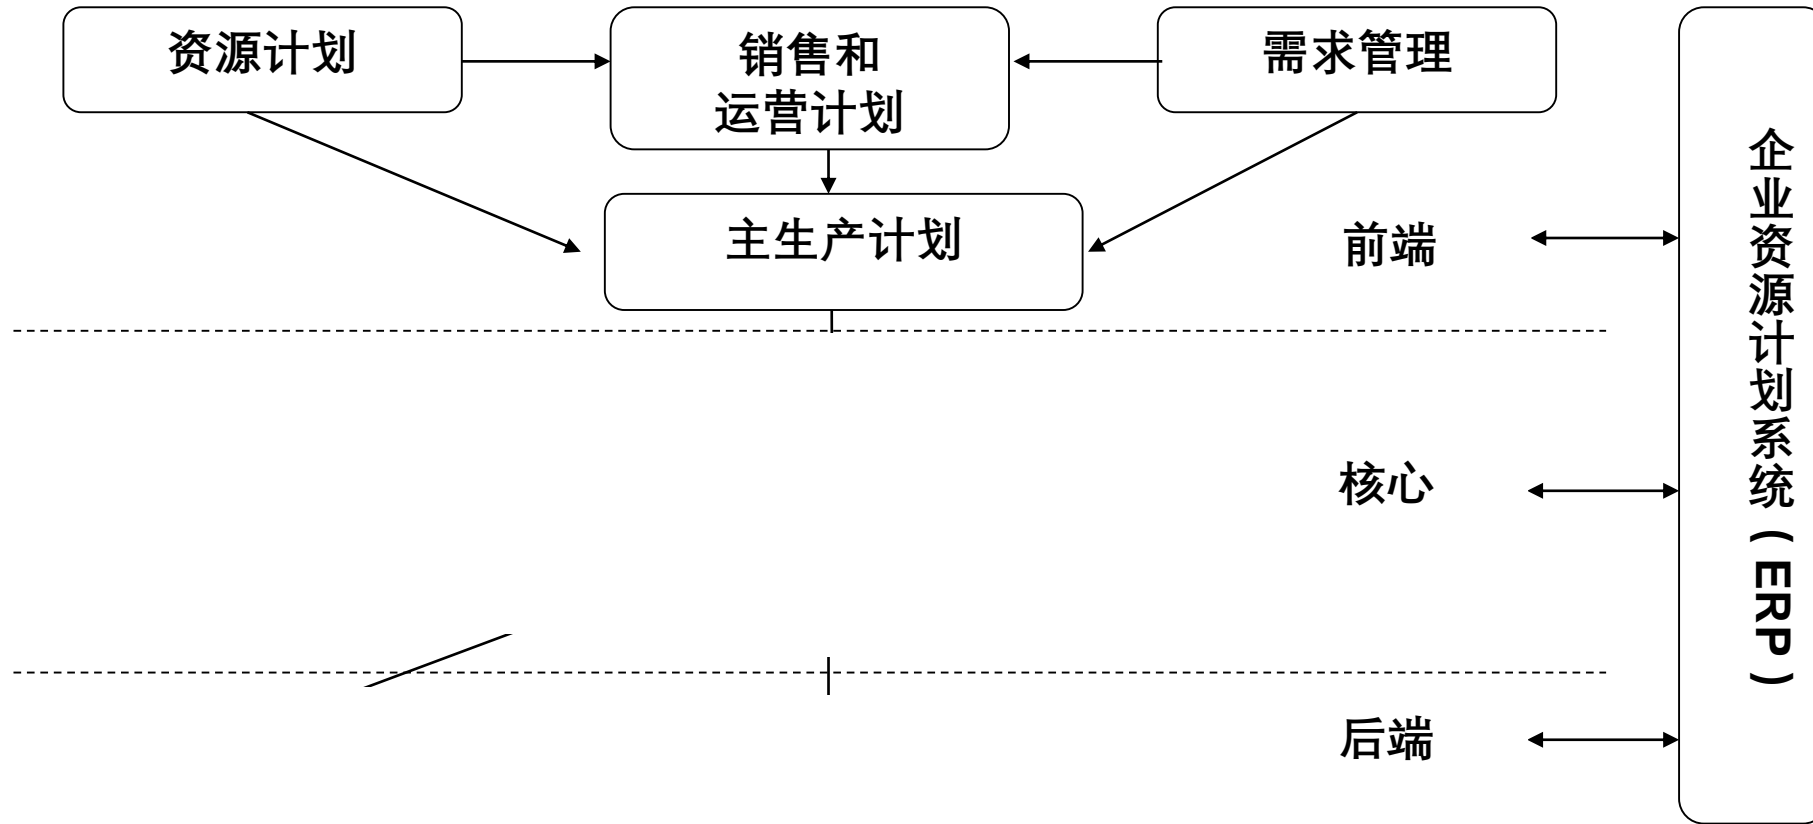 资源计划
销售和
运营计划
需求管理
主生产计划
前端
核心
后端
企业资源计划系统（ERP）